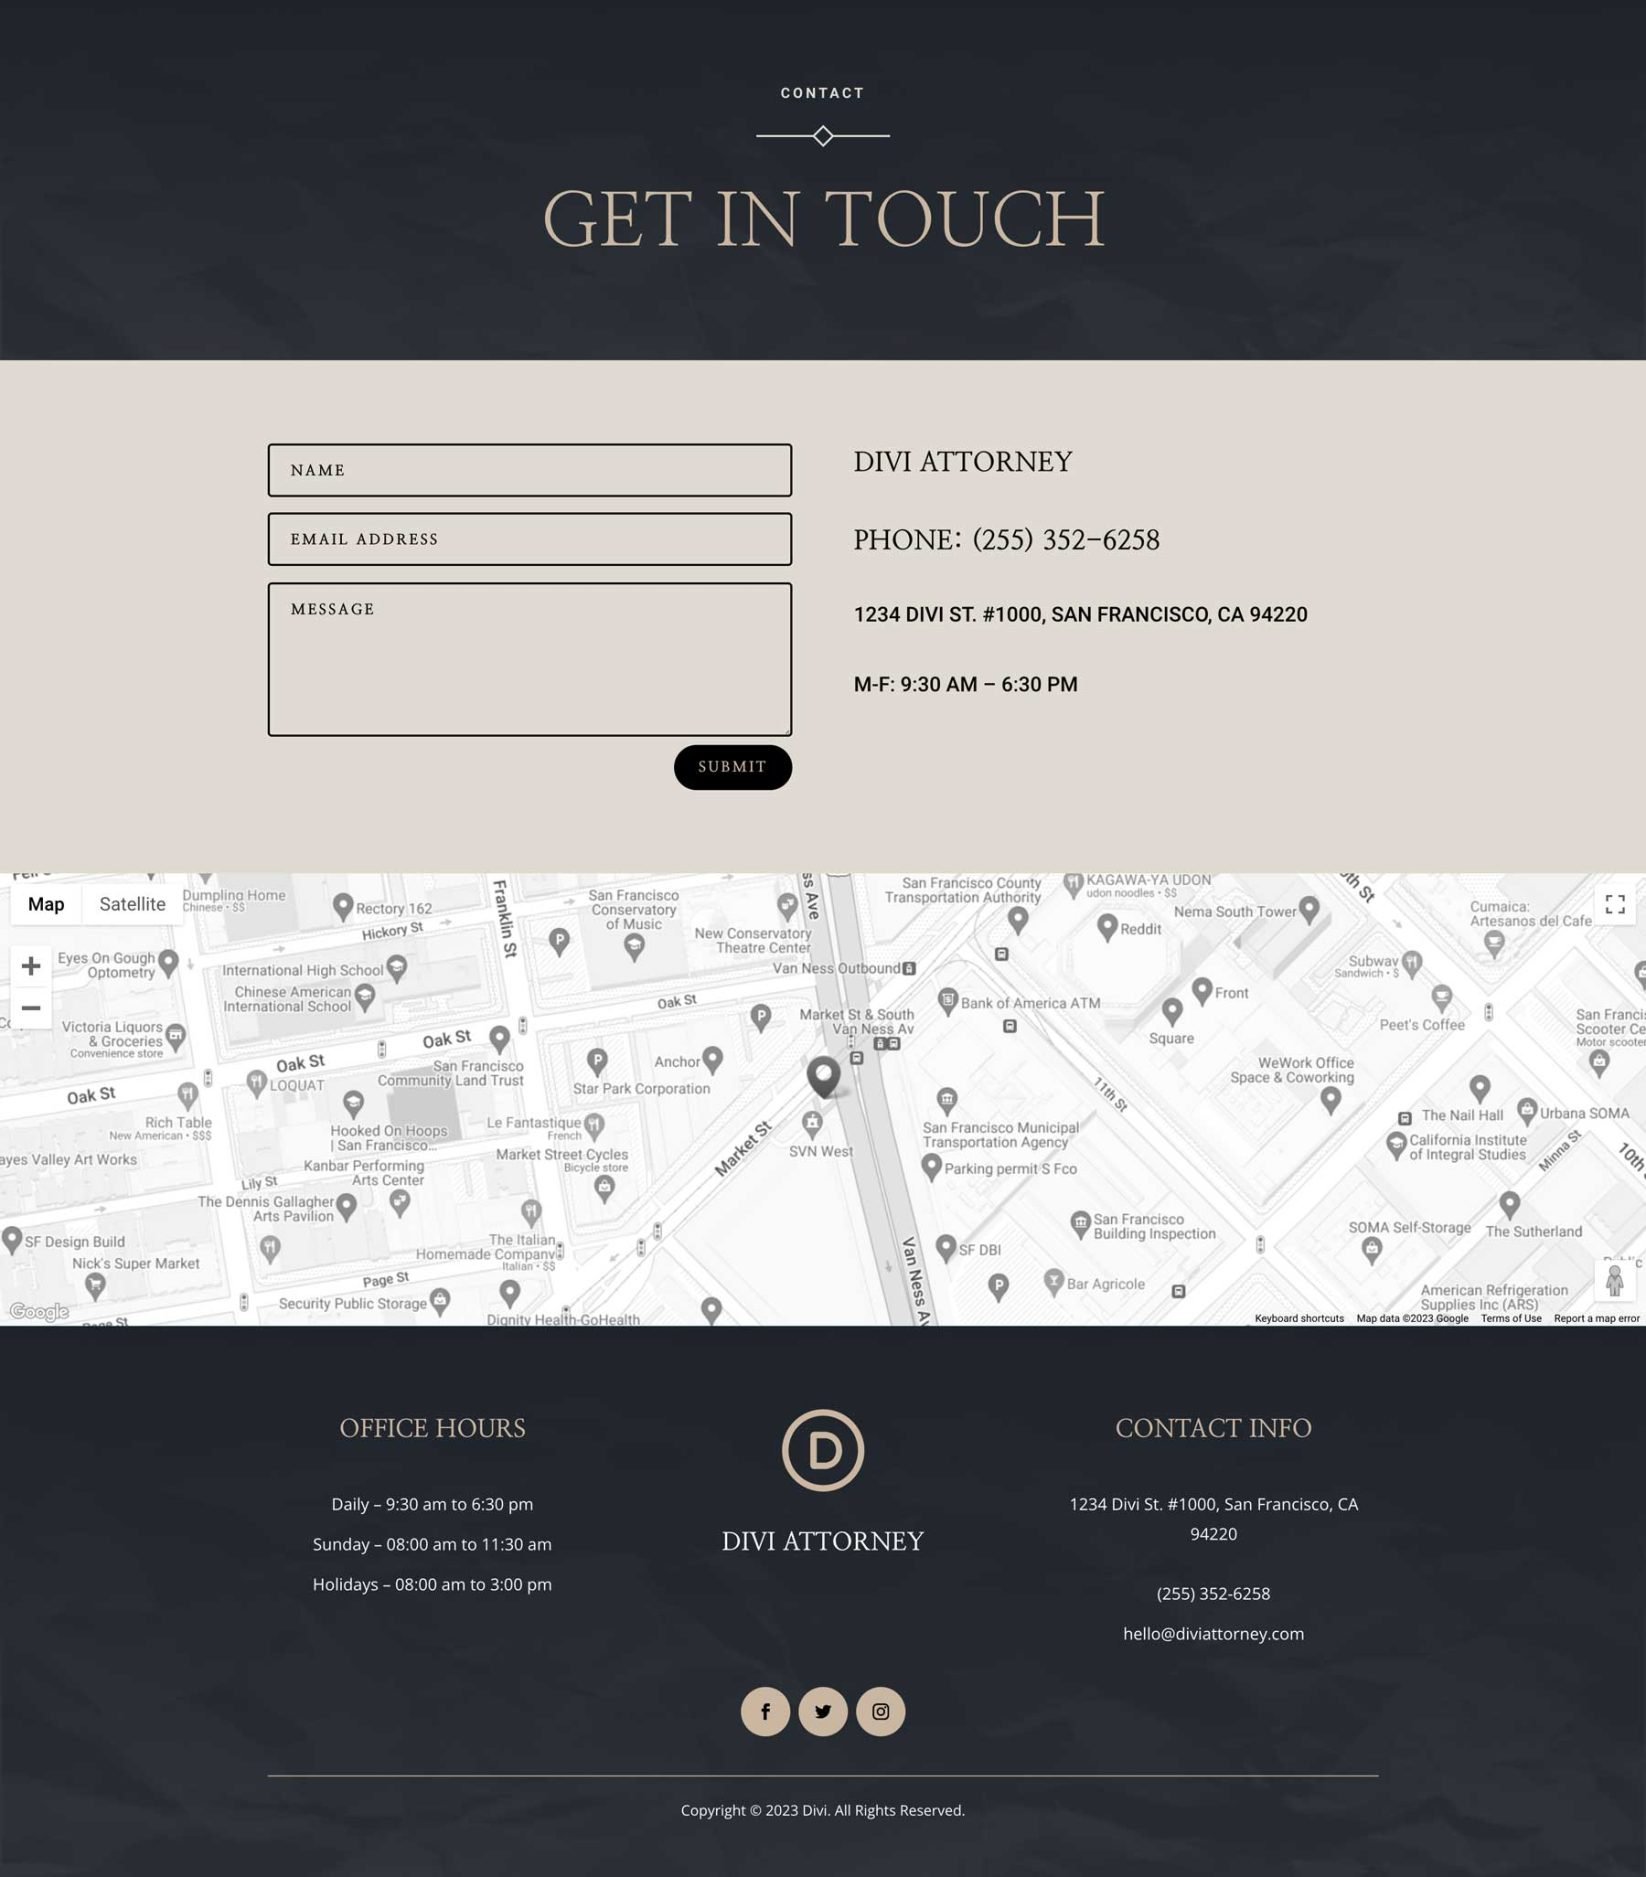 CONTACT
GET IN TOUCH
NAME
EMAIL ADDRESS
MESSAGE
SUBMIT
DIVI ATTORNEY
PHONE: (255) 352-6258
1234 DIVI ST. #1000, SAN FRANCISCO, CA 94220
M-F: 9:30 AM – 6:30 PM
Map
Satellite
Dumpling Home
Chinese • $$
Rectory 162
Hickory St
Franklin St
San Francisco
Conservatory
of Music
New Conservatory
Theatre Center
ss Ave
San Francisco County
Transportation Authority
KAGAWA-YA UDON
udon noodles • $$
Reddit
Nema South Tower
Cumaica:
Artesanos del Cafe
Eyes On Gough
Optometry
International High School
Chinese American
International School
Van Ness Outbound
Oak St
Market St & South
Van Ness Av
Bank of America ATM
Front
Square
Subway
Sandwich • $
Peet's Coffee
San Francis
Scooter Ce
Motor scooter
Victoria Liquors
& Groceries
Convenience store
Oak St
Oak St
Oak St
LOQUAT
San Francisco
Community Land Trust
Anchor
Star Park Corporation
WeWork Office
Space & Coworking
11th St
The Nail Hall
Urbana SOMA
Rich Table
New American • $$$
Hooked On Hoops
| San Francisco...
Le Fantastique
French
Market Street Cycles
Bicycle store
Market St
SVN West
San Francisco Municipal
Transportation Agency
Parking permit S Fco
California Institute
of Integral Studies
Minna St
10th
ayes Valley Art Works
Kanbar Performing
Arts Center
Lily St
The Dennis Gallagher
Arts Pavilion
SF Design Build
Nick's Super Market
The Italian
Homemade Company
Italian • $$
Page St
Security Public Storage
Dignity Health-GoHealth
Van Ness Av
SF DBI
San Francisco
Building Inspection
Bar Agricole
SOMA Self-Storage
The Sutherland
American Refrigeration
Supplies Inc (ARS)
Google
Page St
Keyboard shortcuts
Map data ©2023 Google
Terms of Use
Report a map error
OFFICE HOURS
Daily – 9:30 am to 6:30 pm
Sunday – 08:00 am to 11:30 am
Holidays – 08:00 am to 3:00 pm
D
DIVI ATTORNEY
CONTACT INFO
1234 Divi St. #1000, San Francisco, CA
94220
(255) 352-6258
hello@diviattorney.com
Copyright © 2023 Divi. All Rights Reserved.